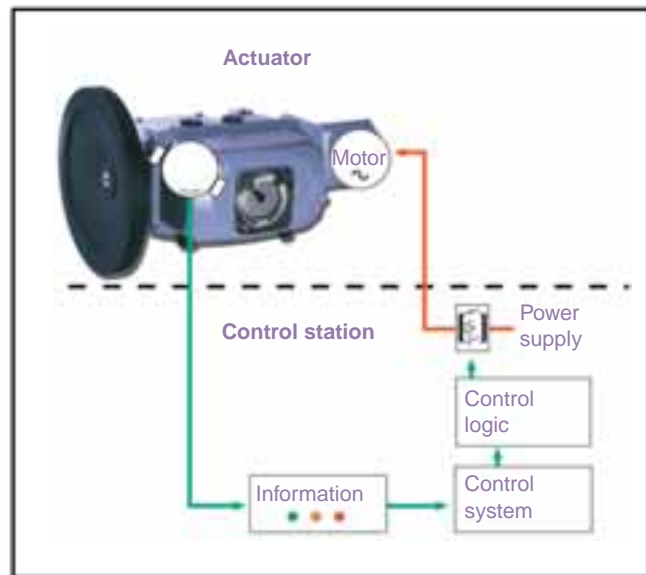 Actuator
Motor
Control station
Power
supply
Control
logic
Information
Control
system